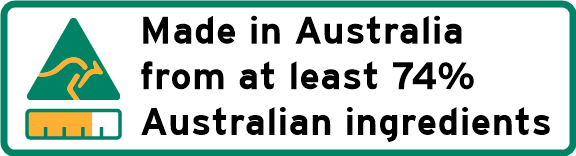 Made in Australia
from at least 74%
Australian ingredients